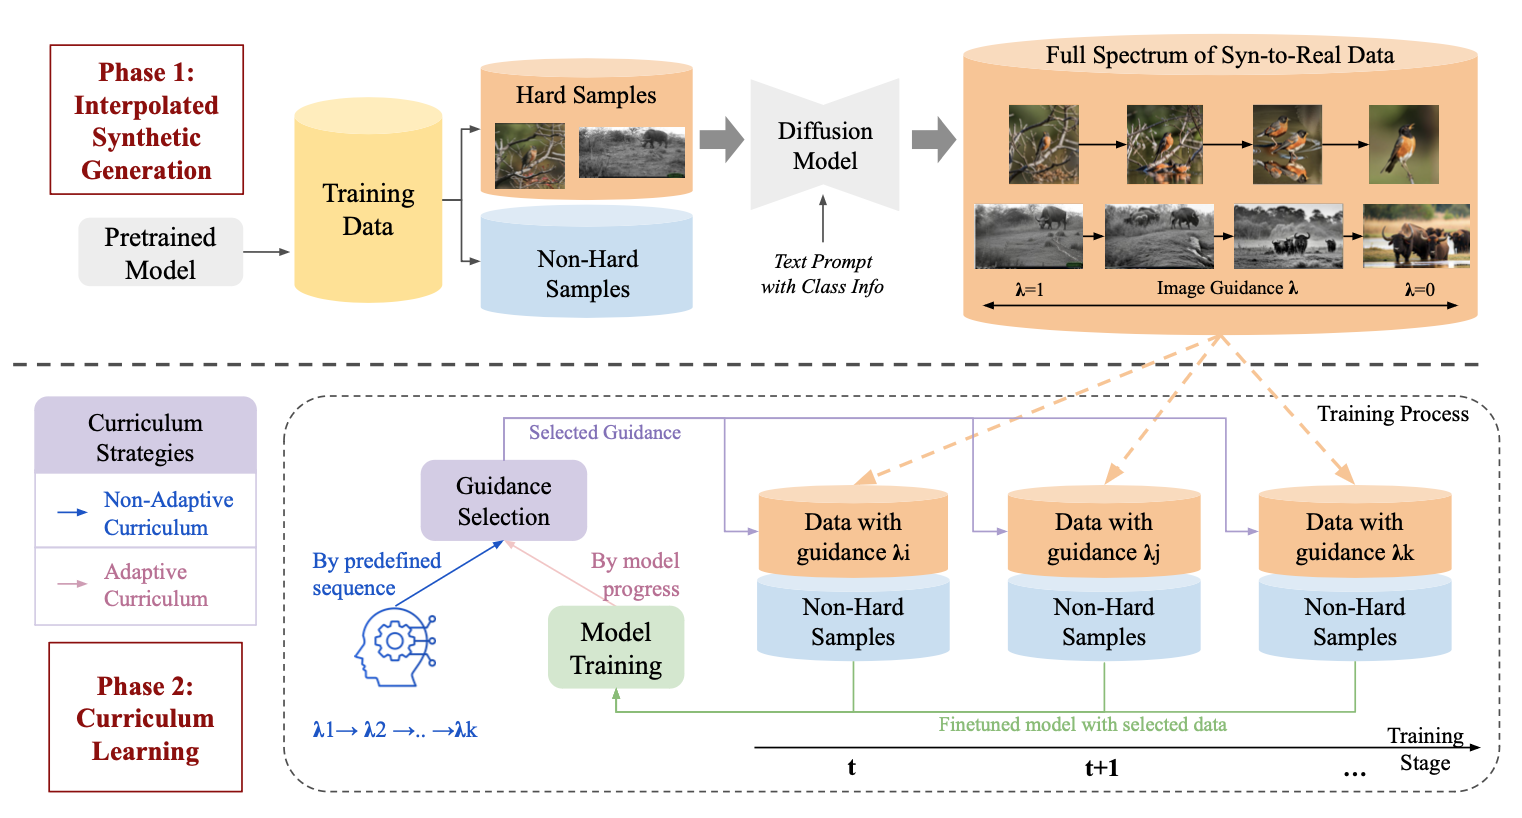 Phase 1:
Interpolated
Synthetic
Generation
Pretrained
Model
Training
Data
Hard Samples
Non-Hard
Samples
Diffusion
Model
Text Prompt
with Class Info
Full Spectrum of Syn-to-Real Data
λ=1
Image Guidance λ
λ=0
Curriculum
Strategies
Non-Adaptive
Curriculum
Adaptive
Curriculum
Phase 2:
Curriculum
Learning
Training Process
Selected Guidance
Guidance
Selection
By predefined
sequence
By model
progress
Model
Training
λ1→ λ2 →.. →λk
Data with
guidance λi
Non-Hard
Samples
Data with
guidance λj
Non-Hard
Samples
Data with
guidance λk
Non-Hard
Samples
Finetuned model with selected data
Training
Stage
t
t+1
...